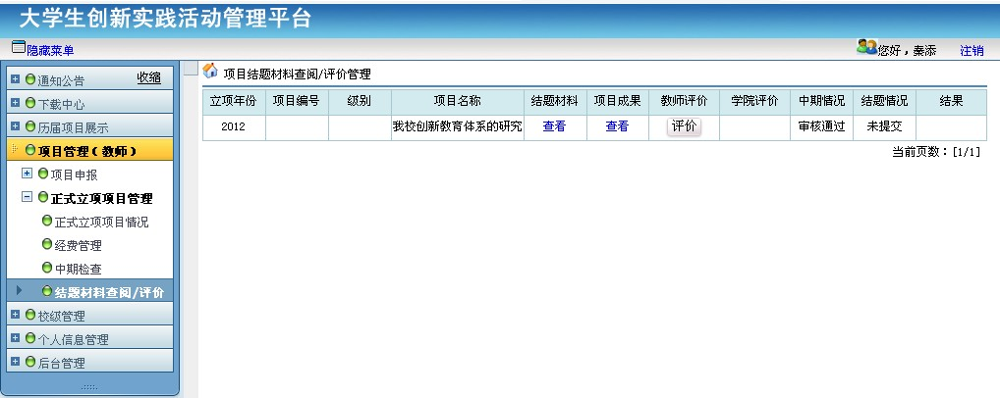 大学生创新实践活动管理平台
隐藏菜单
您好，秦添 注销
通知公告 收缩
下载中心
历届项目展示
项目管理(教师)
项目申报
正式立项项目管理
正式立项项目情况
经费管理
中期检查
结题材料查阅/评价
校级管理
个人信息管理
后台管理
项目结题材料查阅/评价管理
立项年份 项目编号 级别 项目名称 结题材料 项目成果 教师评价 学院评价 中期情况 结题情况 结果
2012 我校创新教育体系的研究 查看 查看 评价 审核通过 未提交
当前页数：[1/1]